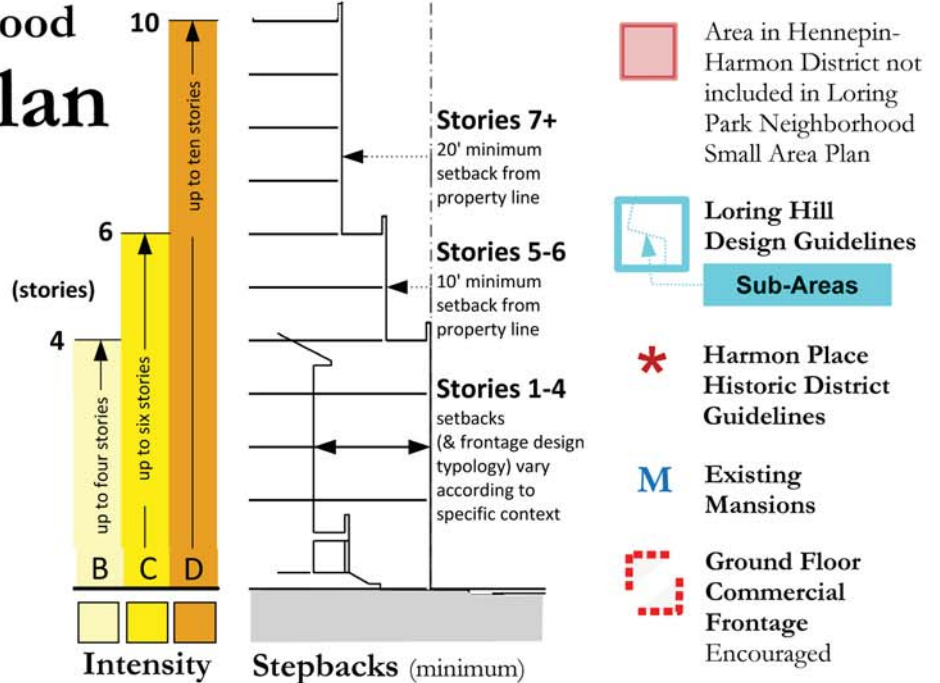 ood
lan
10
6
(stories)
4
up to four stories
up to six stories
up to ten stories
B C D
Intensity
Stories 7+
20' minimum
setback from
property line
Stories 5-6
10' minimum
setback from
property line
Stories 1-4
setbacks
(& frontage design
typology) vary
according to
specific context
Stepbacks (minimum)
Area in Hennepin-
Harmon District not
included in Loring
Park Neighborhood
Small Area Plan
Loring Hill
Design Guidelines
Sub-Areas
* Harmon Place
Historic District
Guidelines
M Existing
Mansions
Ground Floor
Commercial
Frontage
Encouraged